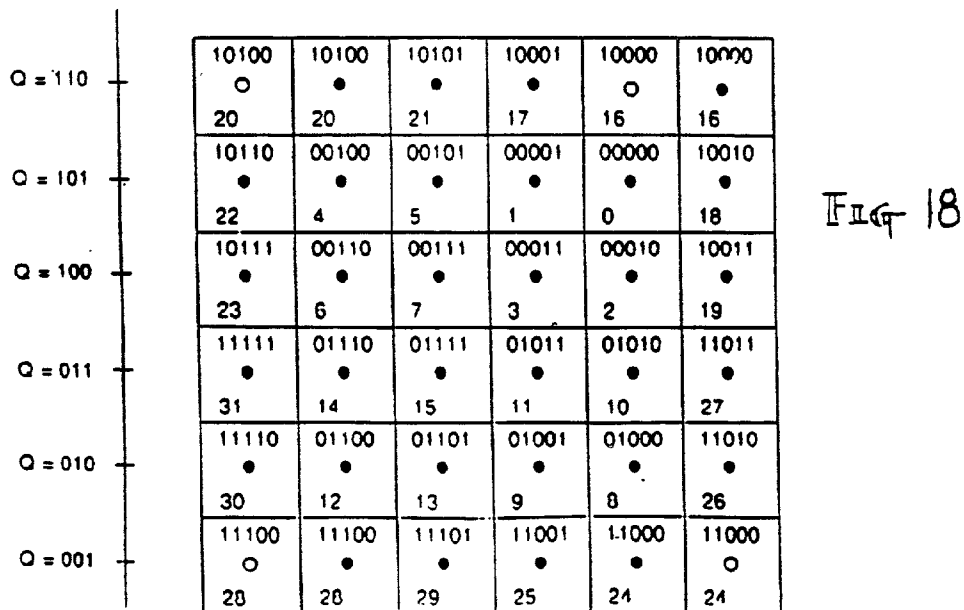 10100 10100 10101 10001 10000 10000
Q = 110
20 20 21 17 16 16
10110 00100 00101 00001 00000 10010
Q = 101
22 4 5 1 0 18
FIG 18
10111 00110 00111 00011 00010 10011
Q = 100
23 6 7 3 2 19
11111 01110 01111 01011 01010 11011
Q = 011
31 14 15 11 10 27
11110 01100 01101 01001 01000 11010
Q = 010
30 12 13 9 8 26
11100 11100 11101 11001 11000 11000
Q = 001
28 28 29 25 24 24